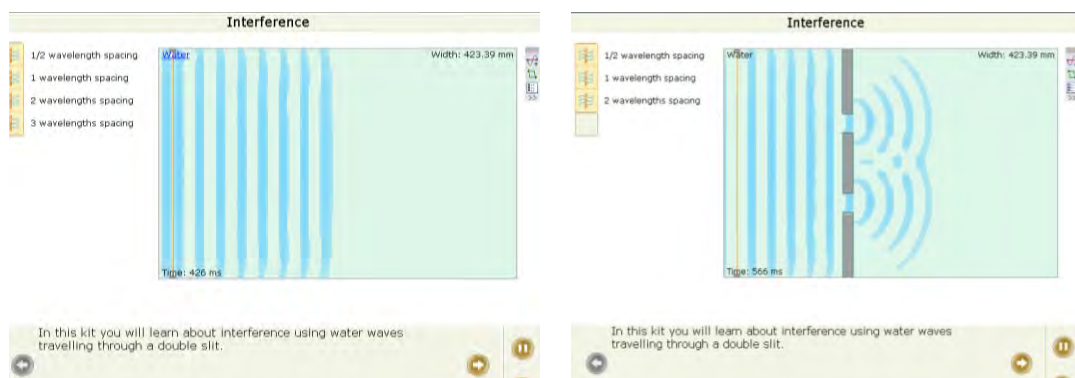 Interference
1/2 wavelength spacing
1 wavelength spacing
2 wavelengths spacing
3 wavelengths spacing
Water
Width: 423.39 mm
Time: 426 ms
In this kit you will learn about interference using water waves
travelling through a double slit.
Interference
1/2 wavelength spacing
1 wavelength spacing
2 wavelengths spacing
Water
Width: 423.39 mm
Time: 566 ms
In this kit you will learn about interference using water waves
travelling through a double slit.